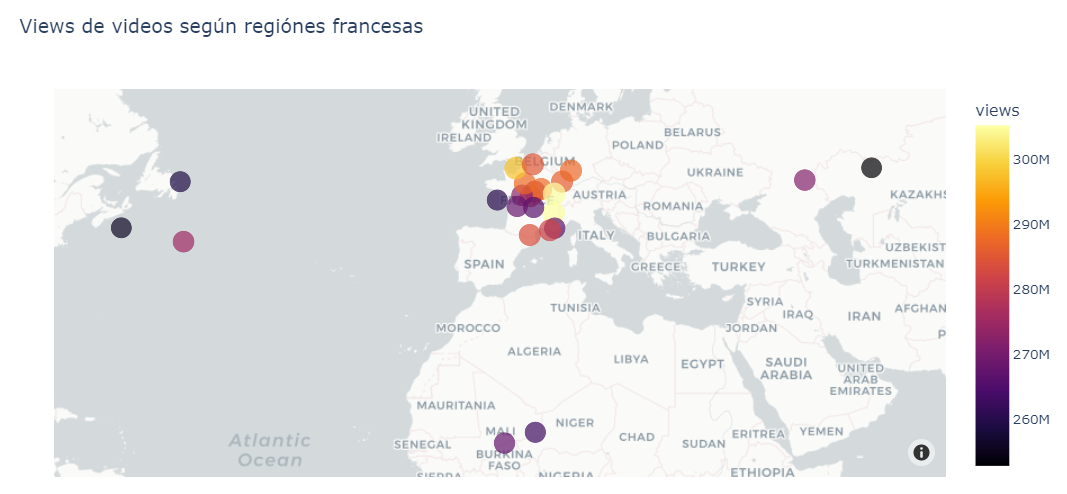 Views de videos según regiónes francesas
views
300M
290M
280M
270M
260M
UNITED
KINGDOM
DENMARK
IRELAND
BELARUS
POLAND
BELGIUM
UKRAINE
AUSTRIA
KAZAKHS
ROMANIA
ITALY
BULGARIA
UZBEKIST
SPAIN
GREECE
TURKEY
TURKMENISTAN
TUNISIA
SYRIA
IRAQ
IRAN
AFGHAN
MOROCCO
JORDAN
P
ALGERIA
LIBYA
EGYPT
SAUDI
ARABIA
UNITED
ARAB
EMIRATES
MAURITANIA
MALI
NIGER
CHAD
SUDAN
ERITREA
YEMEN
Atlantic
Ocean
SENEGAL
BURKINA
FASO
NIGERIA
ETHIOPIA